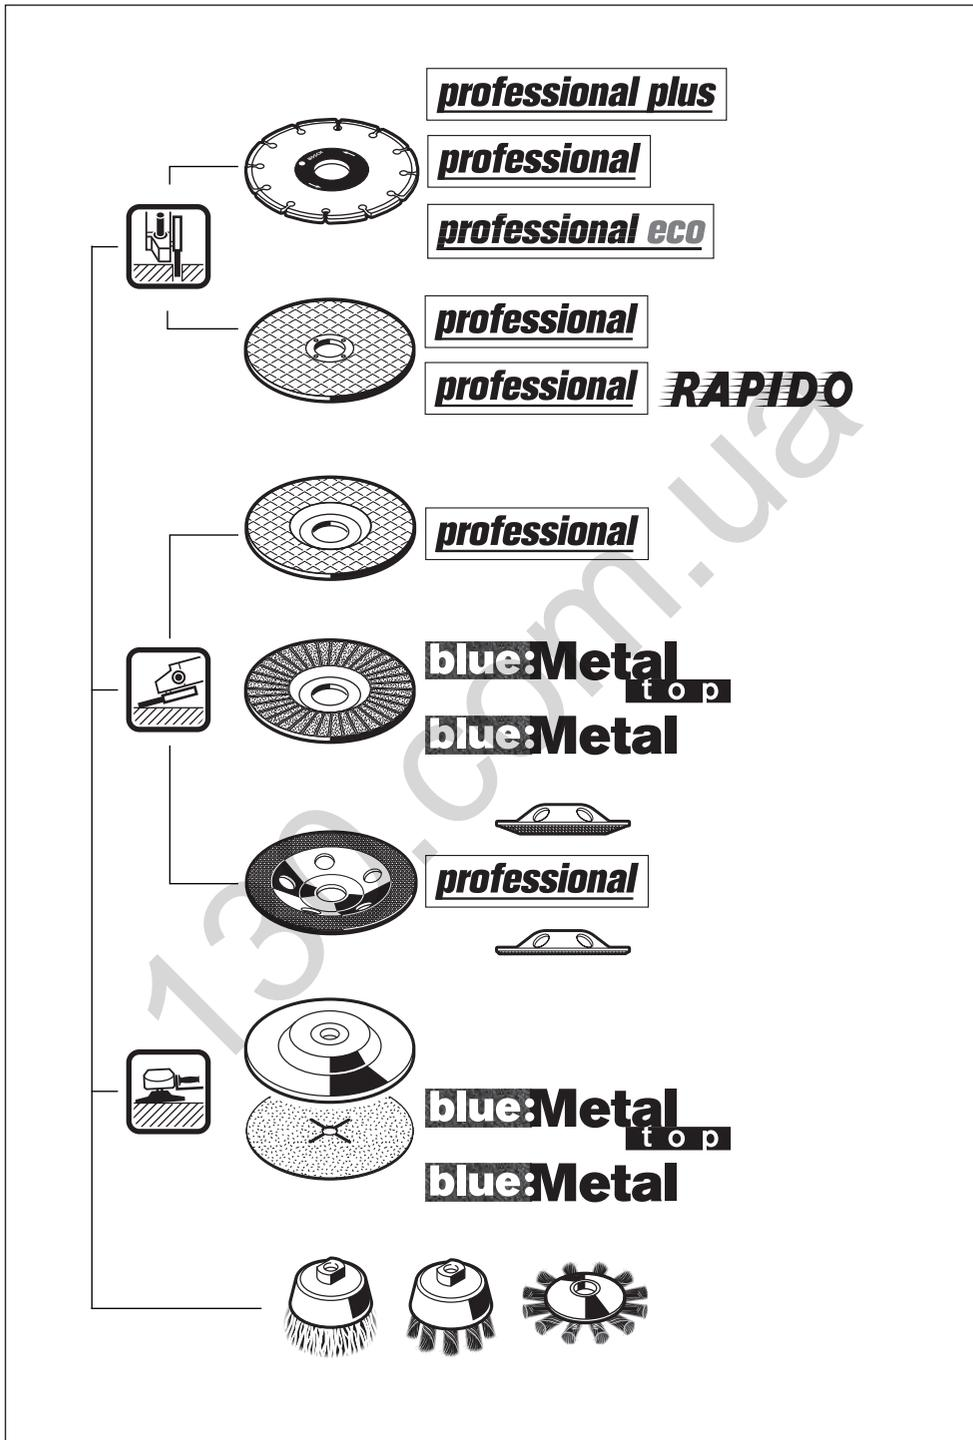 professional plus
BOSCH
professional
professional eco
professional
professional RAPIDO
professional
blue:Metal
top
blue:Metal
professional
blue:Metal
top
blue:Metal
130.com.ua